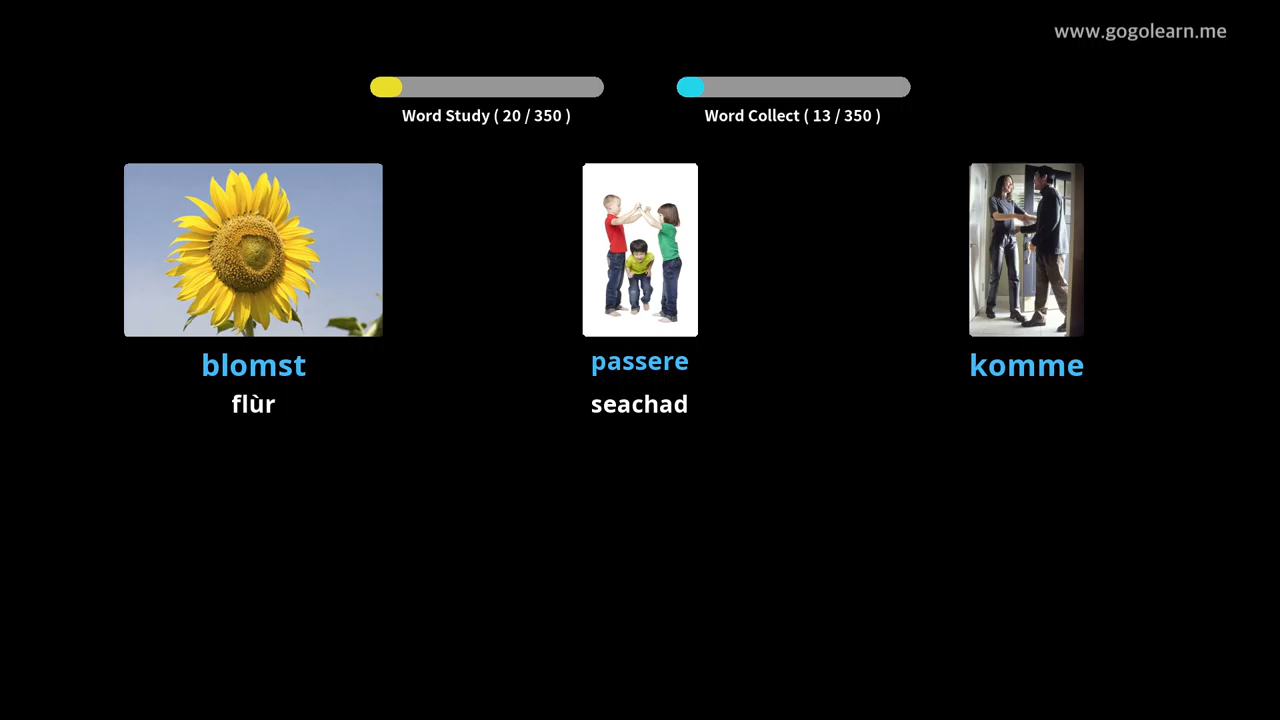 www.gogolearn.me
Word Study ( 20 / 350 )
Word Collect ( 13 / 350 )
blomst
passere
komme
flùr
seachad